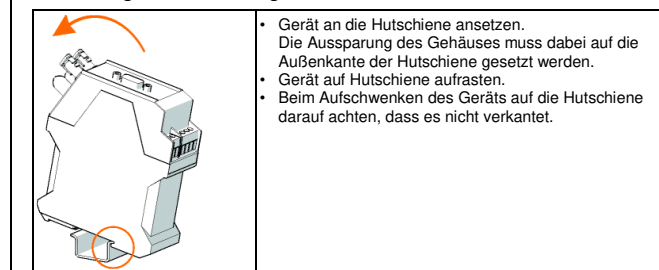 • Gerät an die Hutschiene ansetzen.
Die Aussparung des Gehäuses muss dabei auf die
Außenkante der Hutschiene gesetzt werden.
• Gerät auf Hutschiene aufrasten.
• Beim Aufschwenken des Geräts auf die Hutschiene
darauf achten, dass es nicht verkantet.